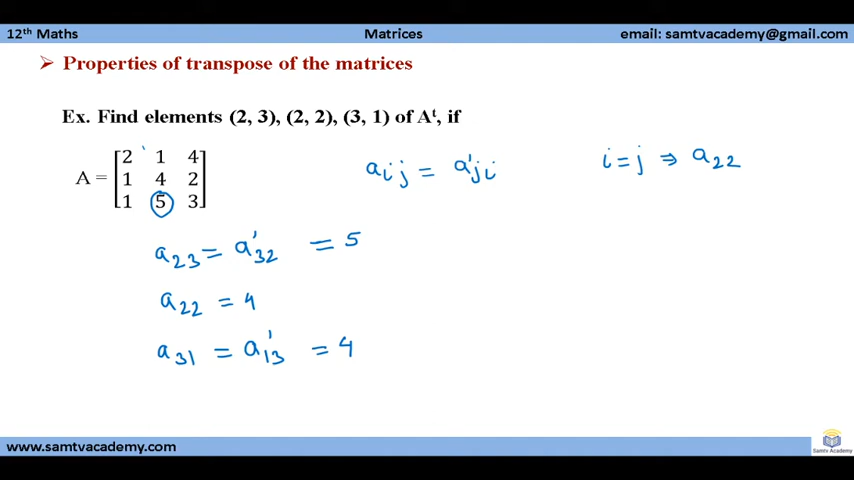 12th Maths Matrices email: samtvacademy@gmail.com
➢ Properties of transpose of the matrices
Ex. Find elements (2, 3), (2, 2), (3, 1) of Aᵗ, if
A = [2 1 4
1 4 2
1 5 3]
aij = a'ji
i = j ⇒ a22
a23 = a'32 = 5
a22 = 4
a31 = a'13 = 4
www.samtvacademy.com
Samtv Academy